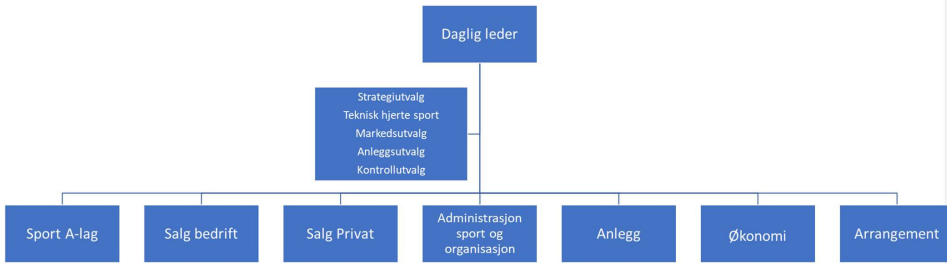 Daglig leder
Strategiutvalg
Teknisk hjerte sport
Markedsutvalg
Anleggsutvalg
Kontrollutvalg
Sport A-lag
Salg bedrift
Salg Privat
Administrasjon
sport og
organisasjon
Anlegg
Økonomi
Arrangement